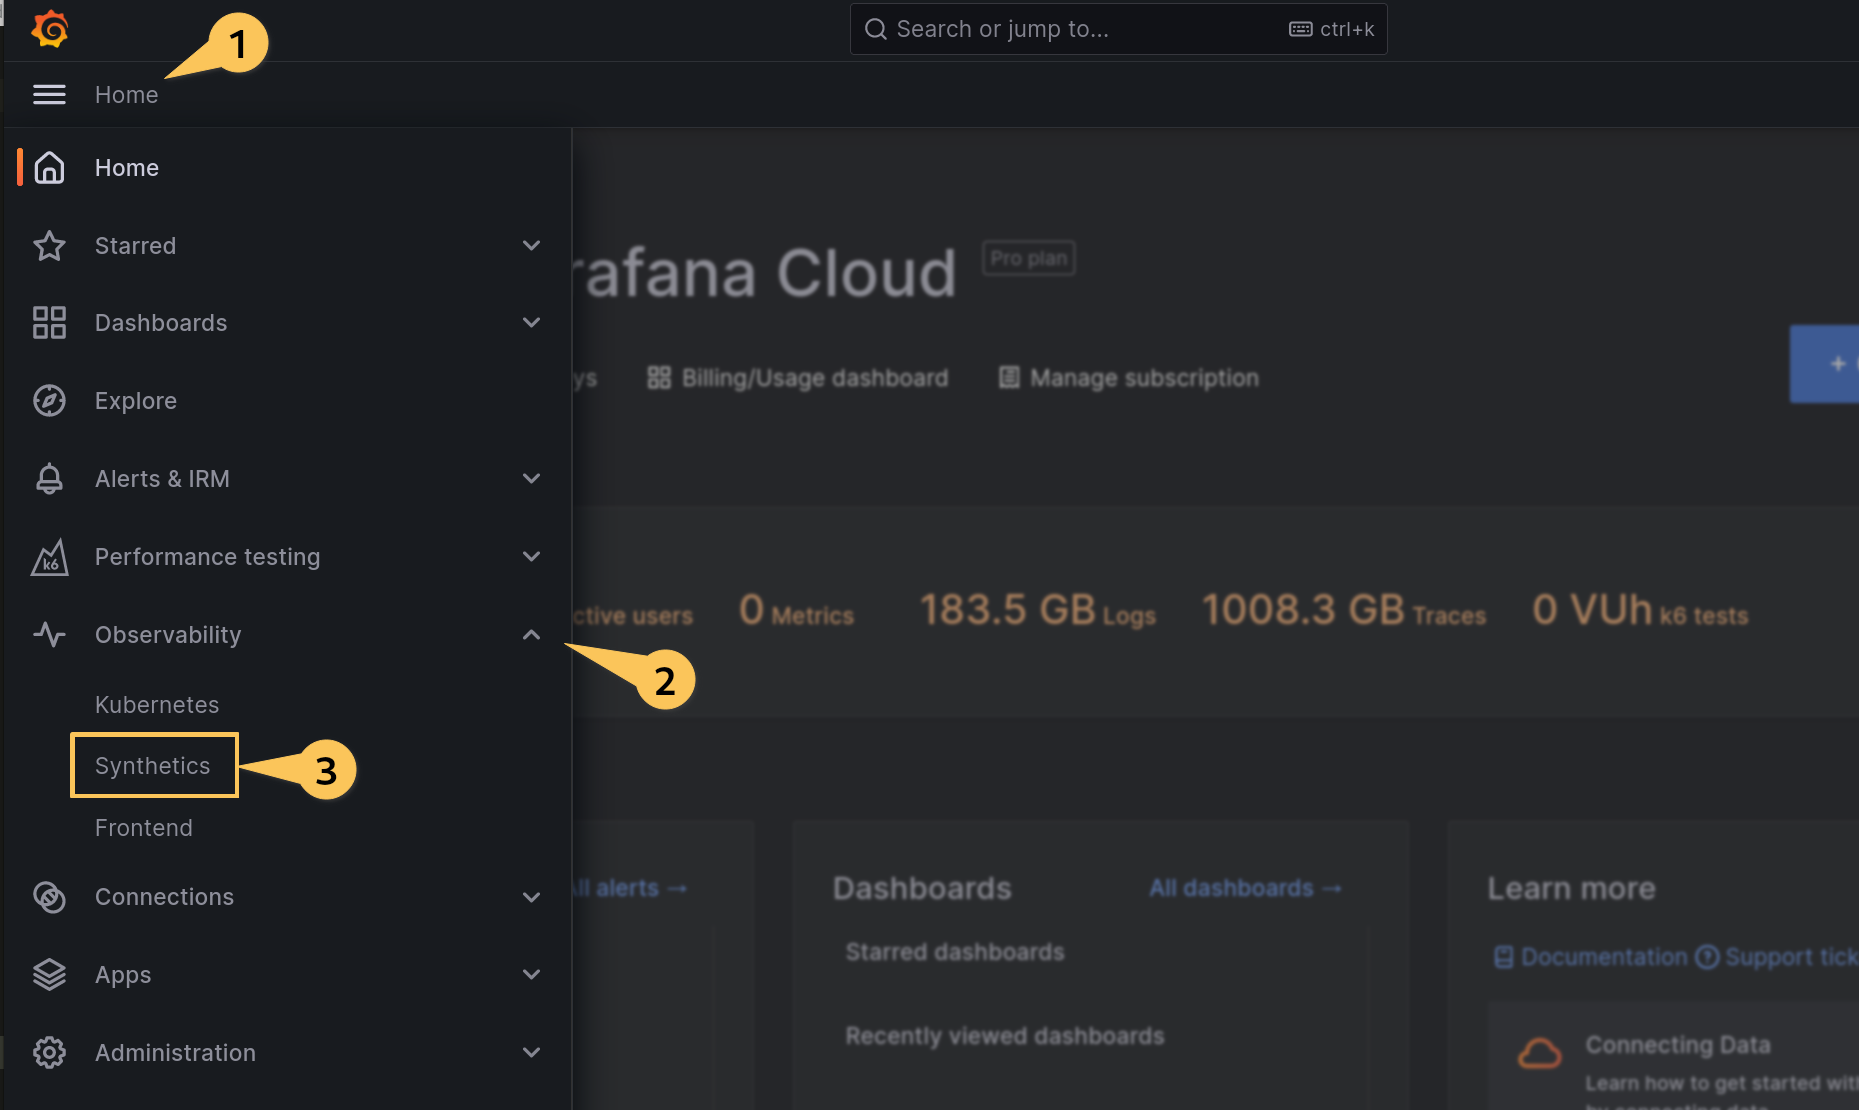 Search or jump to...
ctrl+k
1
Home
Home
Starred
Dashboards
Explore
Alerts & IRM
k6
Performance testing
Observability
2
Kubernetes
Synthetics
3
Frontend
Connections
Apps
Administration
rafana Cloud
Pro plan
ys
Billing/Usage dashboard
Manage subscription
+
ctive users
0 Metrics
183.5 GB Logs
1008.3 GB Traces
0 VUh k6 tests
All alerts →
Dashboards
All dashboards →
Starred dashboards
Recently viewed dashboards
Learn more
Documentation
Support tick
Connecting Data
Learn how to get started wit